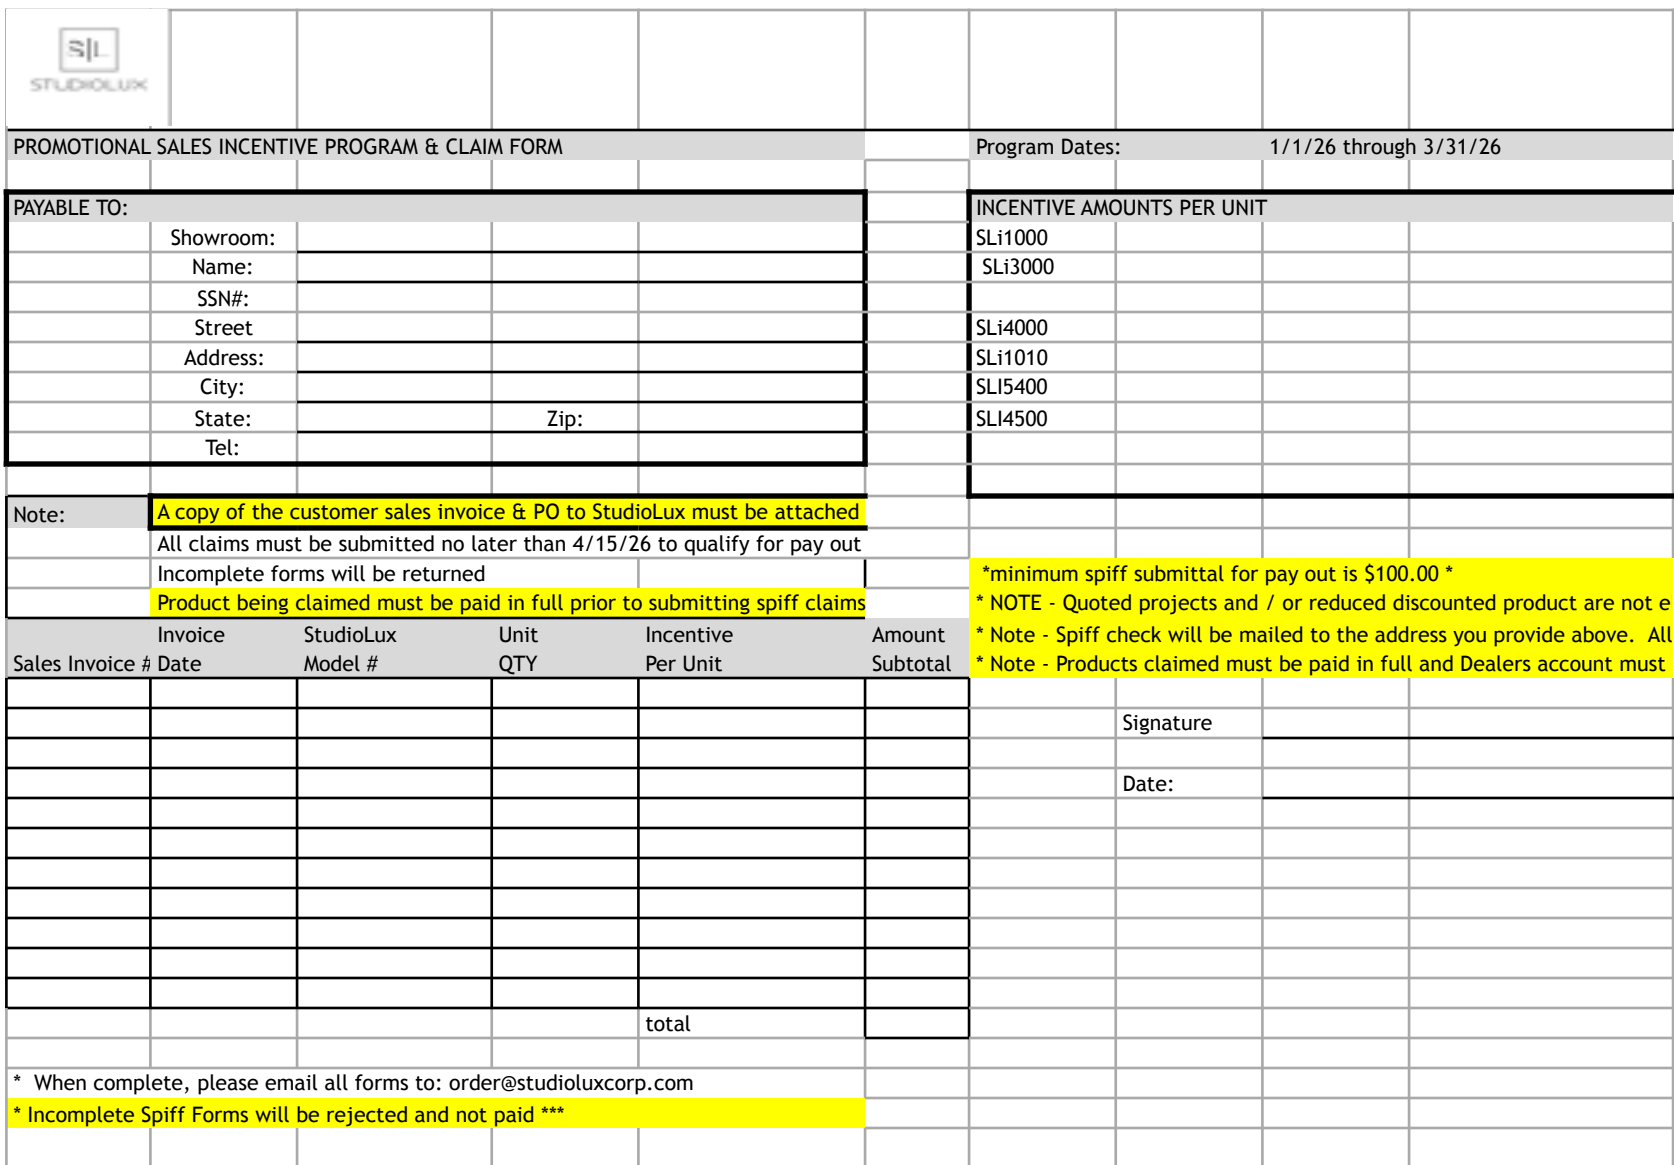 S|L
STUDIOLUX
PROMOTIONAL SALES INCENTIVE PROGRAM & CLAIM FORM
Program Dates: 1/1/26 through 3/31/26
PAYABLE TO:
INCENTIVE AMOUNTS PER UNIT
Showroom:
SLi1000
Name:
SLi3000
SSN#:
Street
SLi4000
Address:
SLi1010
City:
SLI5400
State: Zip:
SLI4500
Tel:
Note: A copy of the customer sales invoice & PO to StudioLux must be attached
All claims must be submitted no later than 4/15/26 to qualify for pay out
Incomplete forms will be returned
*minimum spiff submittal for pay out is $100.00 *
Product being claimed must be paid in full prior to submitting spiff claims
* NOTE - Quoted projects and / or reduced discounted product are not e
Invoice StudioLux Unit Incentive Amount
* Note - Spiff check will be mailed to the address you provide above. All
Sales Invoice # Date Model # QTY Per Unit Subtotal
* Note - Products claimed must be paid in full and Dealers account must
Signature
Date:
total
* When complete, please email all forms to: order@studioluxcorp.com
* Incomplete Spiff Forms will be rejected and not paid ***